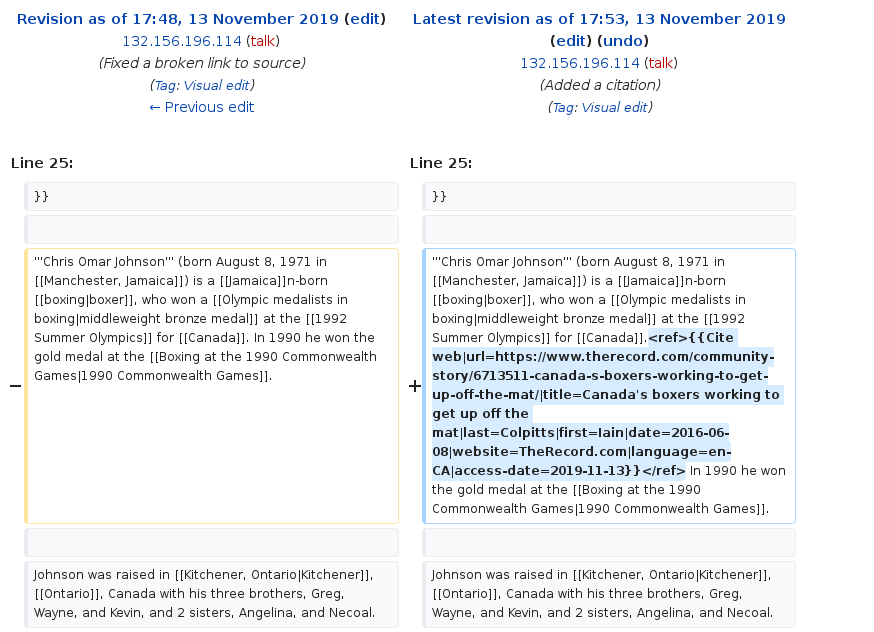 Revision as of 17:48, 13 November 2019 (edit)
132.156.196.114 (talk)
(Fixed a broken link to source)
(Tag: Visual edit)
← Previous edit
Latest revision as of 17:53, 13 November 2019
(edit) (undo)
132.156.196.114 (talk)
(Added a citation)
(Tag: Visual edit)
Line 25:
Line 25:
}}
}}
−
'''Chris Omar Johnson''' (born August 8, 1971 in
[[Manchester, Jamaica]]) is a [[Jamaica]]n-born
[[boxing|boxer]], who won a [[Olympic medalists in
boxing|middleweight bronze medal]] at the [[1992
Summer Olympics]] for [[Canada]]. In 1990 he won the
gold medal at the [[Boxing at the 1990 Commonwealth
Games|1990 Commonwealth Games]].
+
'''Chris Omar Johnson''' (born August 8, 1971 in
[[Manchester, Jamaica]]) is a [[Jamaica]]n-born
[[boxing|boxer]], who won a [[Olympic medalists in
boxing|middleweight bronze medal]] at the [[1992
Summer Olympics]] for [[Canada]].<ref>{{Cite
web|url=https://www.therecord.com/community-
story/6713511-canada-s-boxers-working-to-get-
up-off-the-mat/|title=Canada's boxers working to
get up off the
mat|last=Colpitts|first=Iain|date=2016-06-
08|website=TheRecord.com|language=en-
CA|access-date=2019-11-13}}</ref> In 1990 he won
the gold medal at the [[Boxing at the 1990
Commonwealth Games|1990 Commonwealth Games]].
Johnson was raised in [[Kitchener, Ontario|Kitchener]],
[[Ontario]], Canada with his three brothers, Greg,
Wayne, and Kevin, and 2 sisters, Angelina, and Necoal.
Johnson was raised in [[Kitchener, Ontario|Kitchener]],
[[Ontario]], Canada with his three brothers, Greg,
Wayne, and Kevin, and 2 sisters, Angelina, and Necoal.